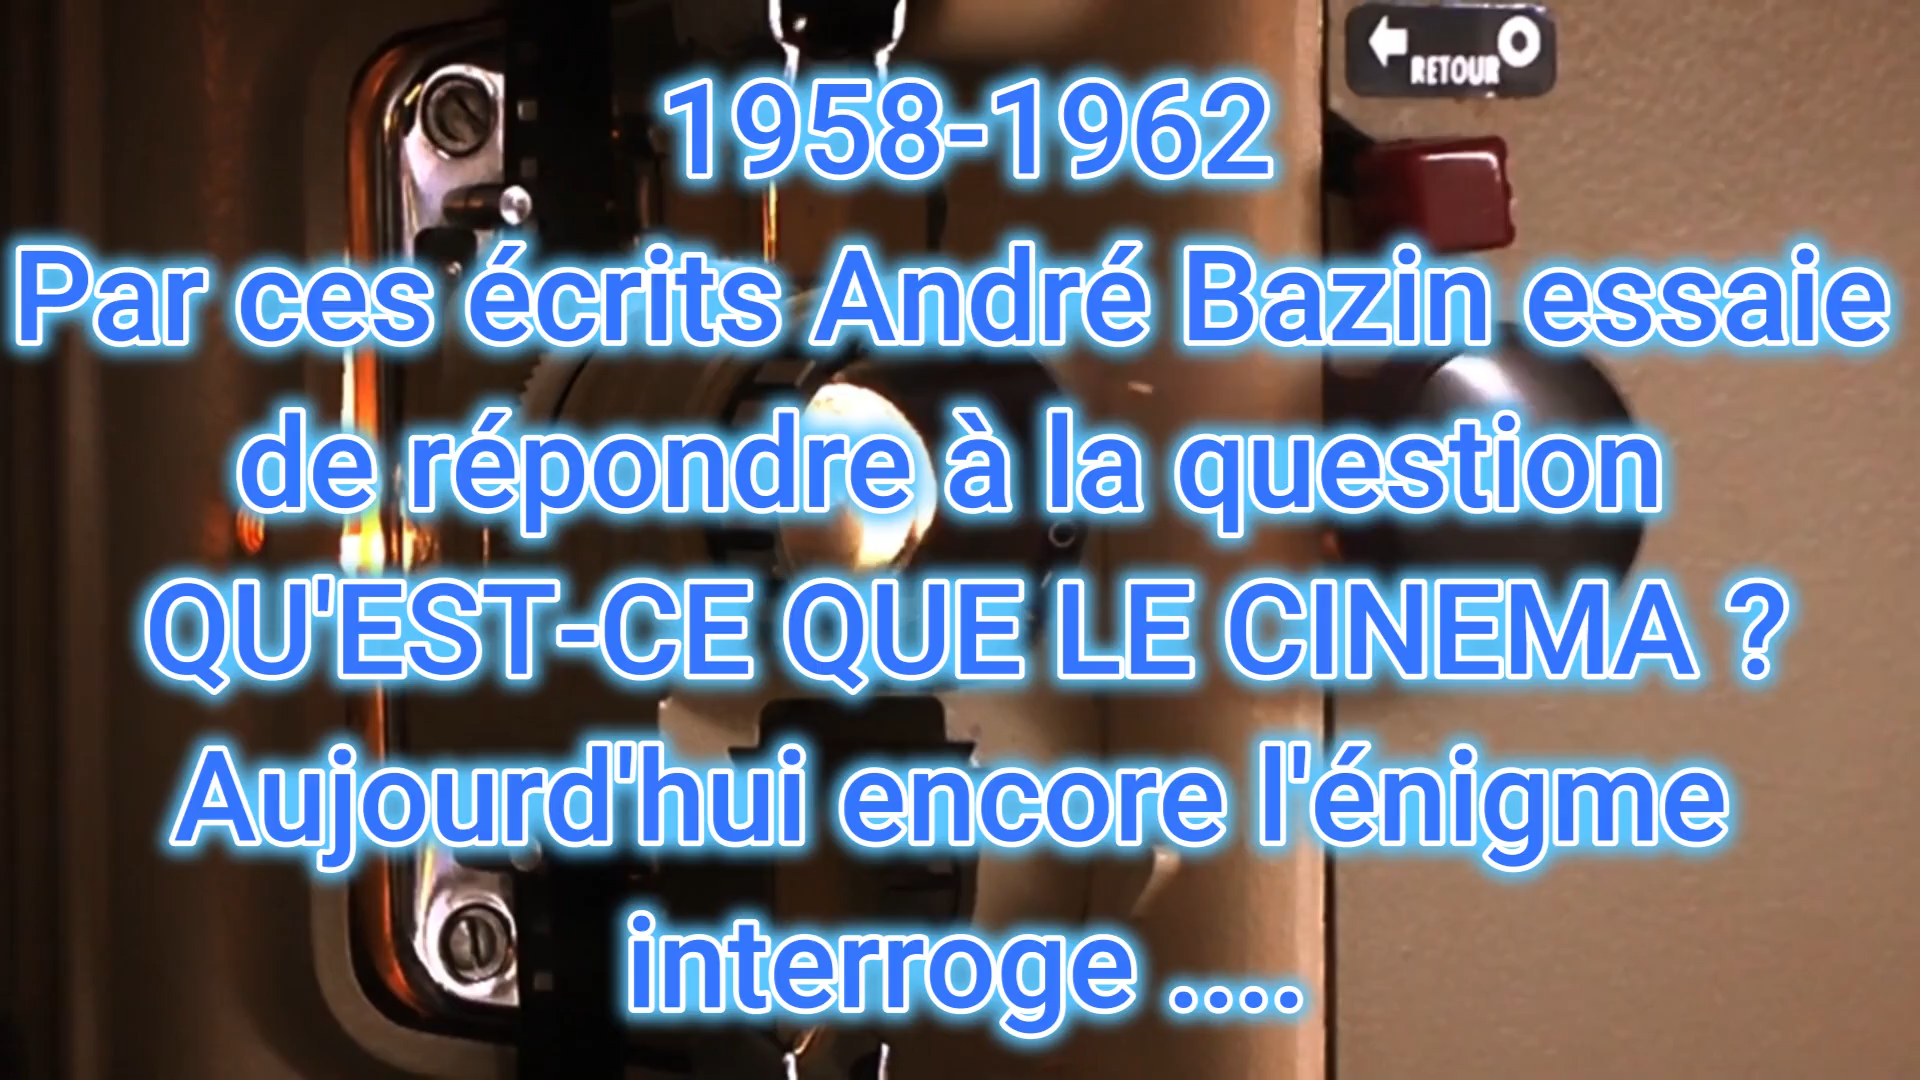 RETOUR
1958-1962
Par ces écrits André Bazin essaie
de répondre à la question
QU'EST-CE QUE LE CINEMA ?
Aujourd'hui encore l'énigme
interroge ....